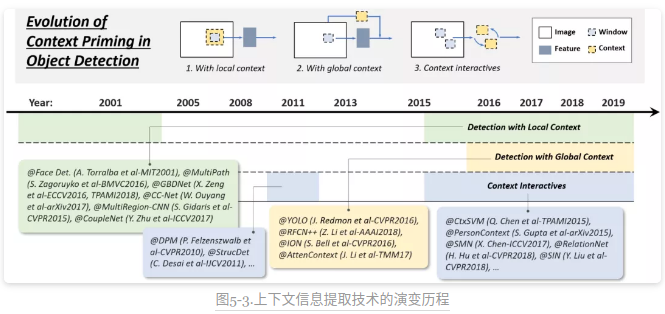 Evolution of
Context Priming in
Object Detection
1. With local context
2. With global context
3. Context interactives
Image
Window
Feature
Context
Year: 2001 2005 2008 2011 2013 2015 2016 2017 2018 2019
Detection with Local Context
Detection with Global Context
Context Interactives
@Face Det. (A. Torralba et al-MIT2001), @MultiPath
(S. Zagoruyko et al-BMVC2016), @GBDNet (X. Zeng
et al-ECCV2016, TPAMI2018), @CC-Net (W. Ouyang
et al-arXiv2017), @MultiRegion-CNN (S. Gidaris et al-
CVPR2015), @CoupleNet (Y. Zhu et al-ICCV2017)
@DPM (P. Felzenszwalb et
al-CVPR2010), @StrucDet
(C. Desai et al-IJCV2011), ...
@YOLO (J. Redmon et al-CVPR2016),
@RFCN++ (Z. Li et al-AAAI2018),
@ION (S. Bell et al-CVPR2016),
@AttenContext (J. Li et al-TMM17)
@CtxSVM (Q. Chen et al-TPAMI2015),
@PersonContext (S. Gupta et al-arXiv2015),
@SMN (X. Chen-ICCV2017), @RelationNet
(H. Hu et al-CVPR2018), @SIN (Y. Liu et al-
CVPR2018), ...
图5-3.上下文信息提取技术的演变历程